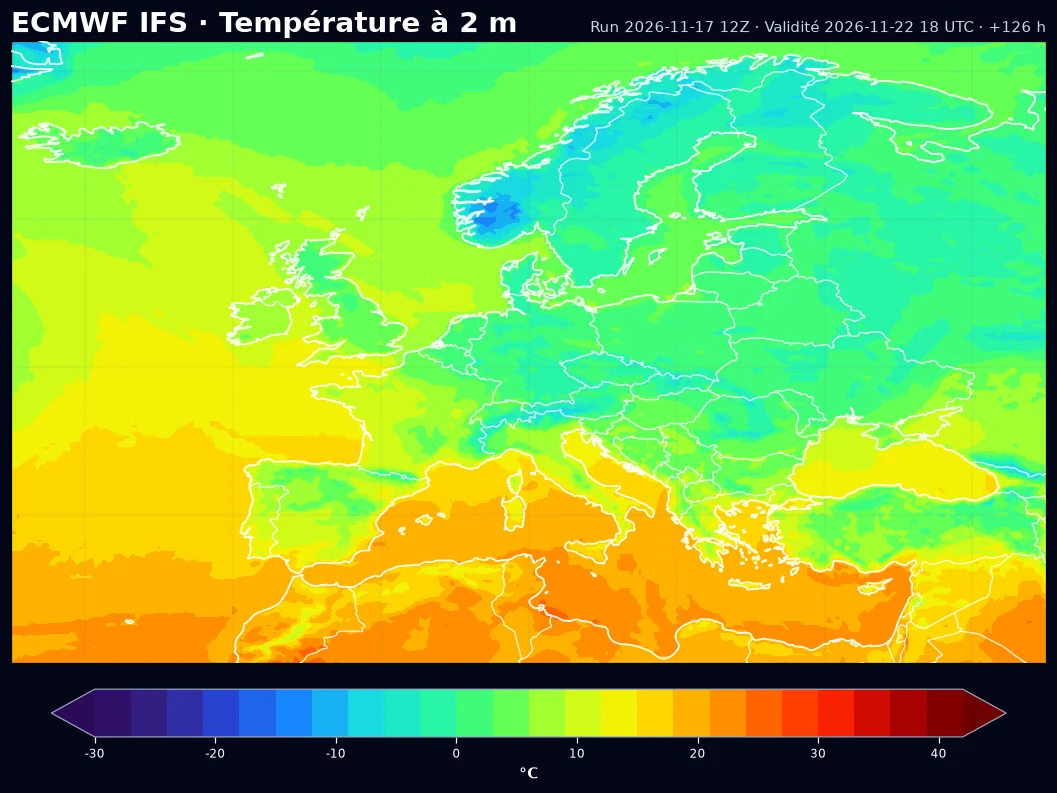 ECMWF IFS · Température à 2 m
Run 2026-11-17 12Z · Validité 2026-11-22 18 UTC · +126 h
-30 -20 -10 0 10 20 30 40
°C